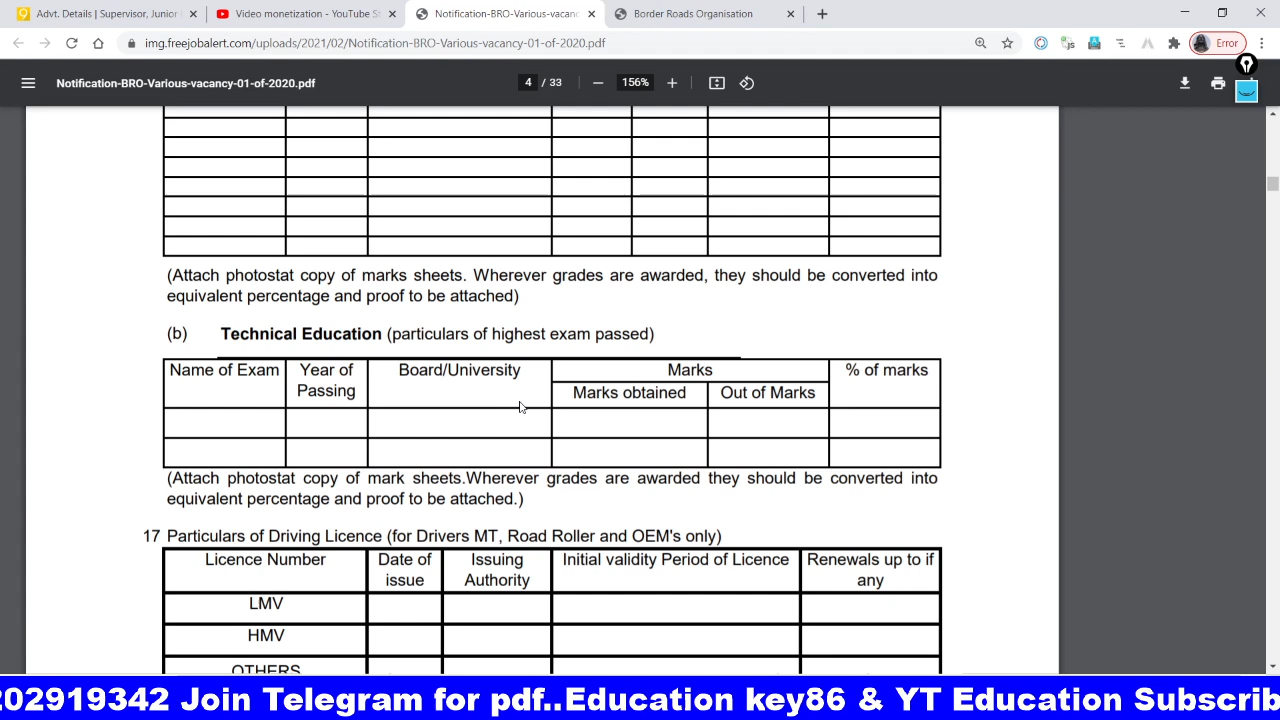 Advt. Details | Supervisor, Junior
Video monetization - YouTube St
Notification-BRO-Various-vacanc
Border Roads Organisation
img.freejobalert.com/uploads/2021/02/Notification-BRO-Various-vacancy-01-of-2020.pdf
Error
Notification-BRO-Various-vacancy-01-of-2020.pdf
4 / 33
156%
(Attach photostat copy of marks sheets. Wherever grades are awarded, they should be converted into
equivalent percentage and proof to be attached)
(b) Technical Education (particulars of highest exam passed)
Name of Exam Year of Board/University Marks % of marks
Passing Marks obtained Out of Marks
(Attach photostat copy of mark sheets.Wherever grades are awarded they should be converted into
equivalent percentage and proof to be attached.)
17 Particulars of Driving Licence (for Drivers MT, Road Roller and OEM's only)
Licence Number Date of Issuing Initial validity Period of Licence Renewals up to if
issue Authority any
LMV
HMV
OTHERS
202919342 Join Telegram for pdf..Education key86 & YT Education Subscrib